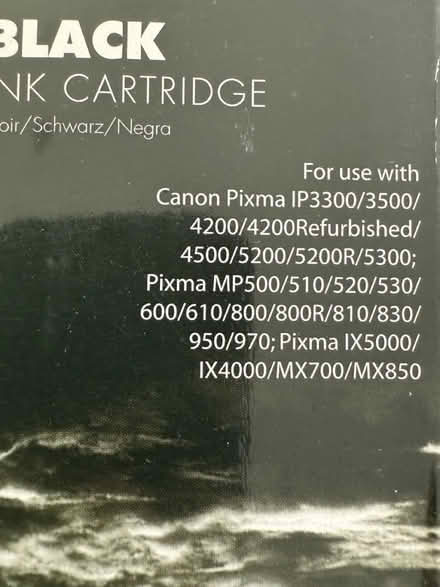 BLACK
NK CARTRIDGE
oir/Schwarz/Negra
For use with
Canon Pixma IP3300/3500/
4200/4200Refurbished/
4500/5200/5200R/5300;
Pixma MP500/510/520/530/
600/610/800/800R/810/830/
950/970; Pixma IX5000/
IX4000/MX700/MX850